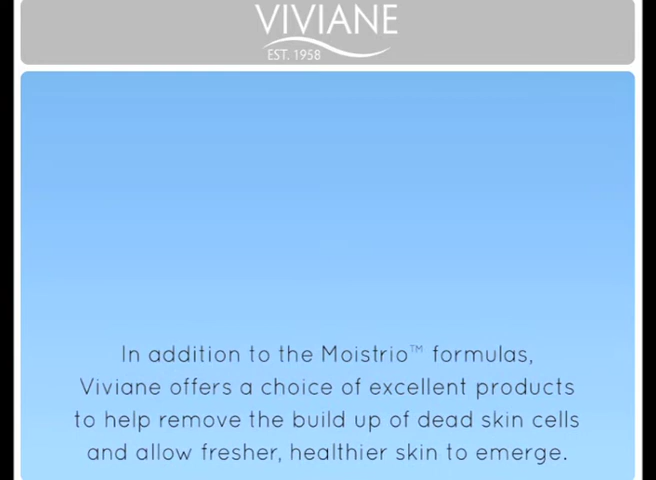 VIVIANE
EST. 1958
In addition to the Moistrio™ formulas,
Viviane offers a choice of excellent products
to help remove the build up of dead skin cells
and allow fresher, healthier skin to emerge.